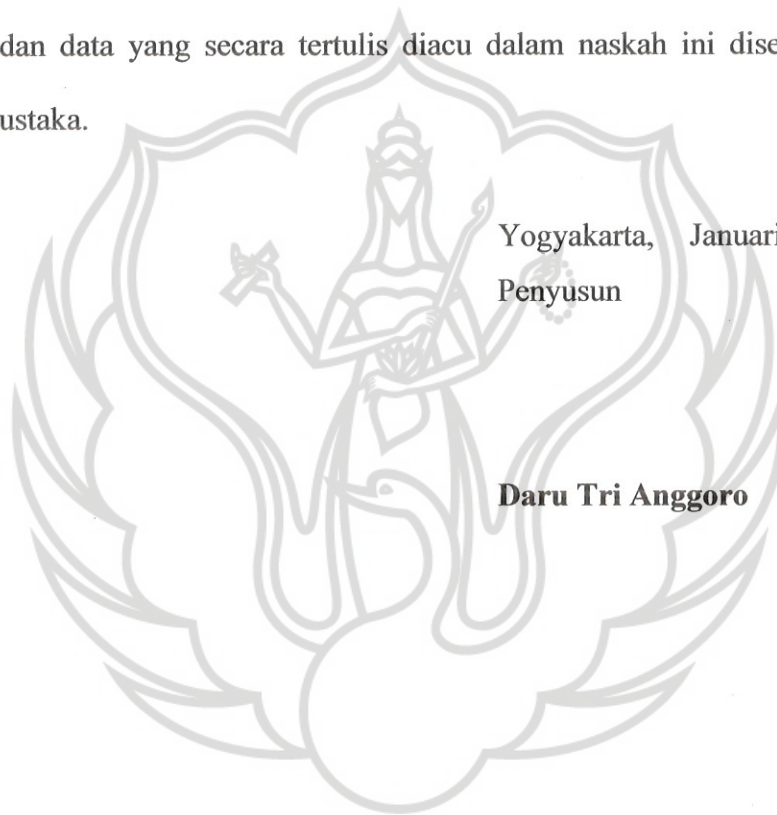 dan data yang secara tertulis diacu dalam naskah ini dise
ustaka.
Yogyakarta, Januari
Penyusun
Daru Tri Anggoro